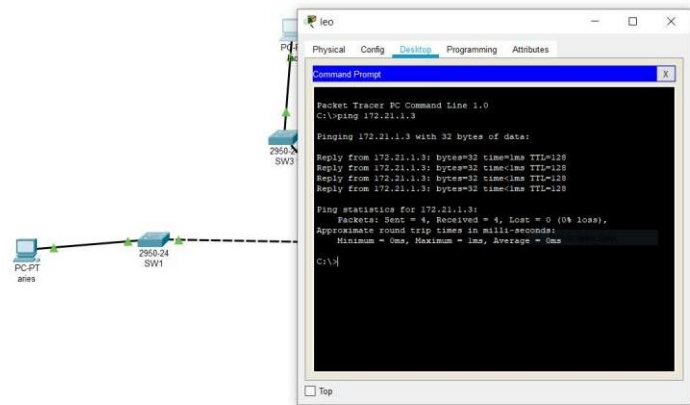 leo
Physical Config Desktop Programming Attributes
Command Prompt X
Packet Tracer PC Command Line 1.0
C:\>ping 172.21.1.3
Pinging 172.21.1.3 with 32 bytes of data:
Reply from 172.21.1.3: bytes=32 time=1ms TTL=128
Reply from 172.21.1.3: bytes=32 time<1ms TTL=128
Reply from 172.21.1.3: bytes=32 time<1ms TTL=128
Reply from 172.21.1.3: bytes=32 time<1ms TTL=128
Ping statistics for 172.21.1.3:
Packets: Sent = 4, Received = 4, Lost = 0 (0% loss),
Approximate round trip times in milli-seconds:
Minimum = 0ms, Maximum = 1ms, Average = 0ms
C:\>
Top
SW3
2950-24
SW1
PC-PT
aries